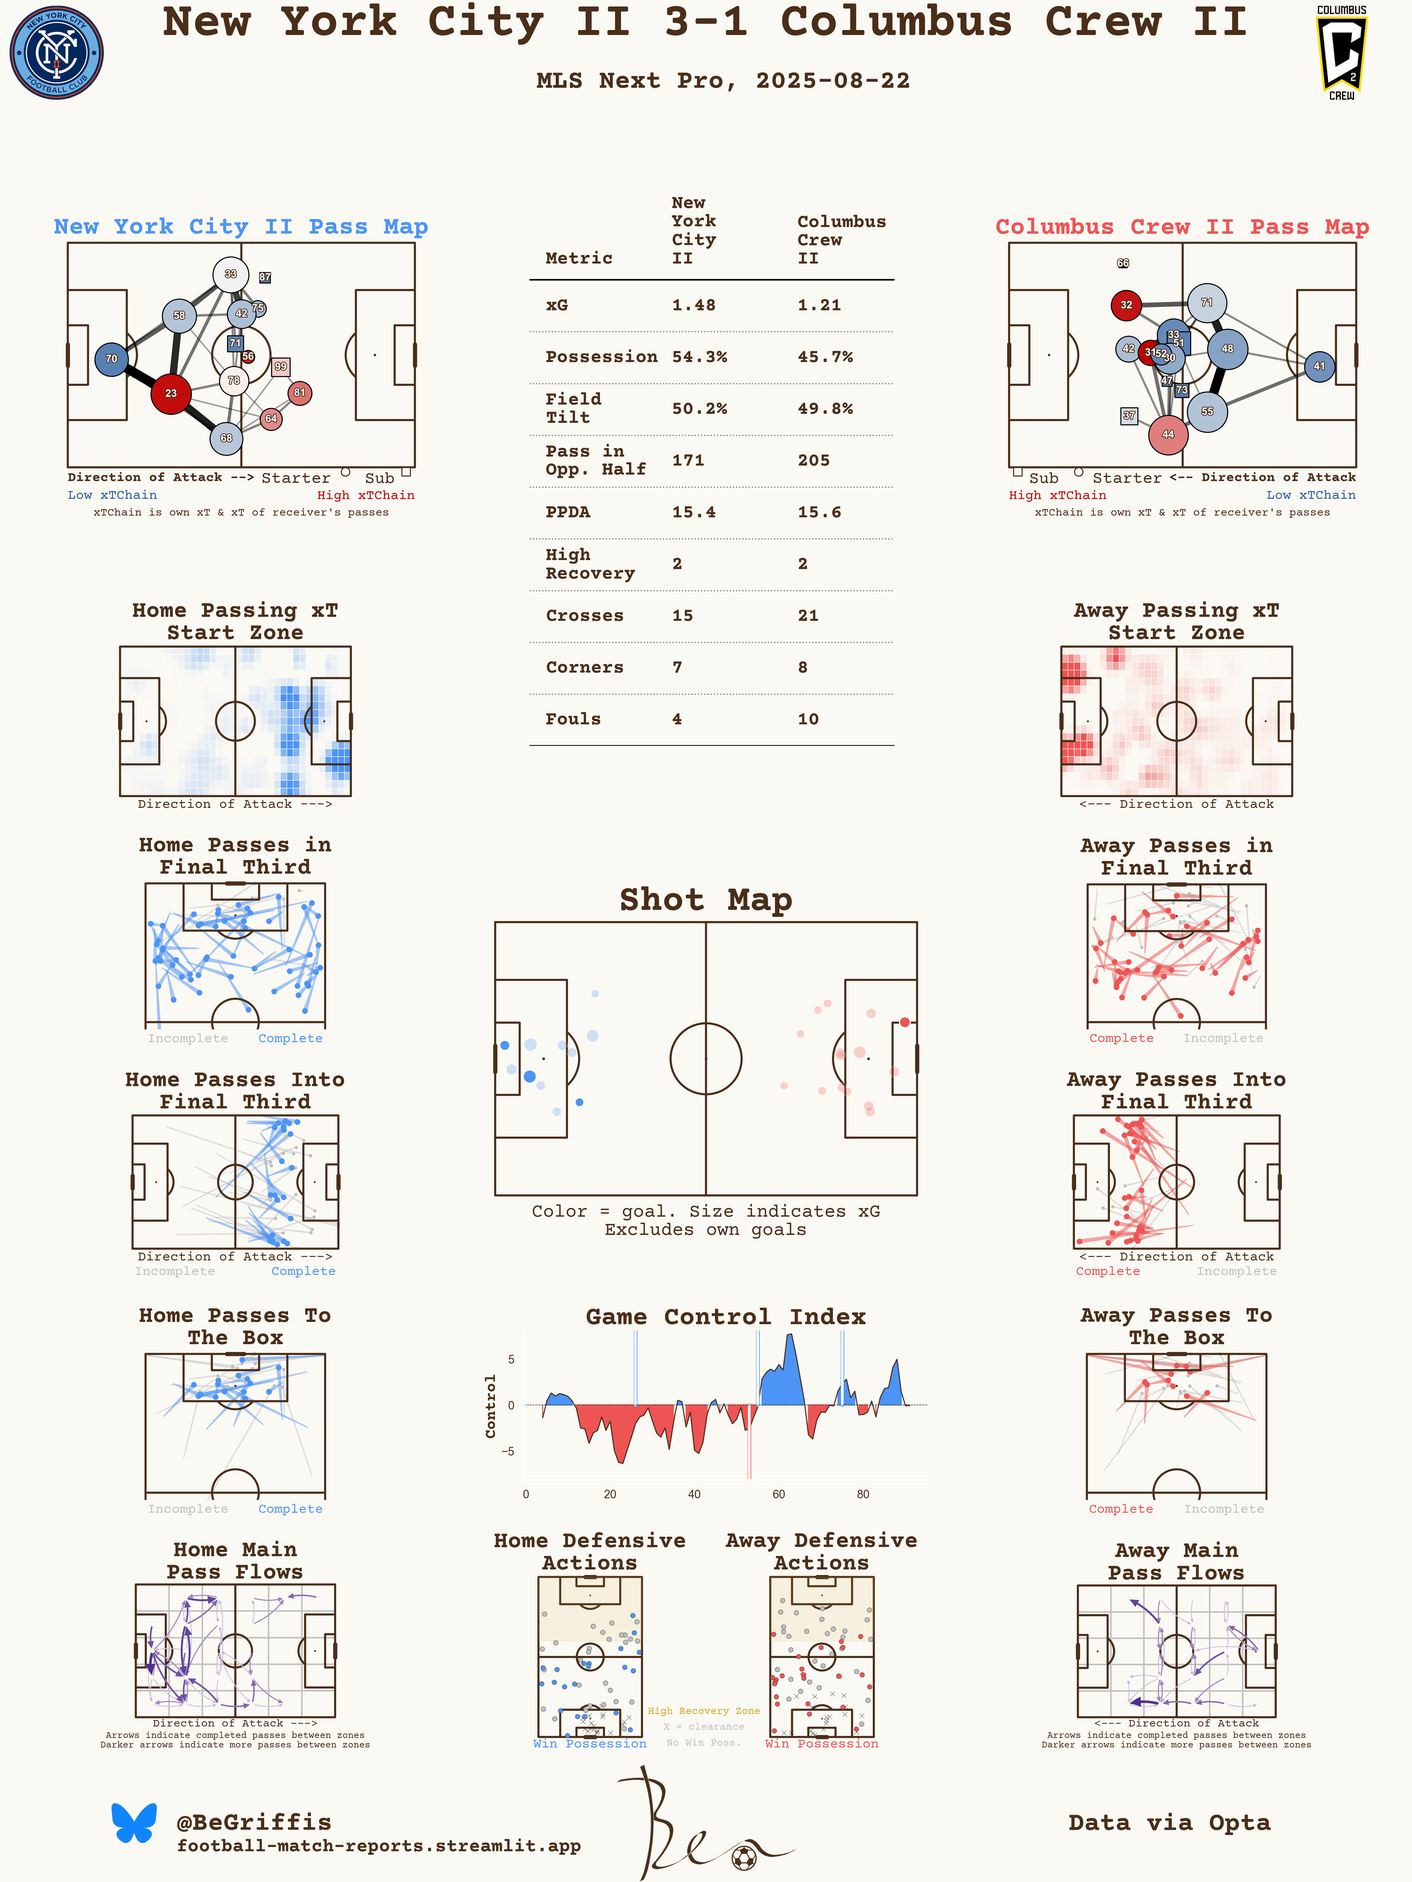 New York City II 3-1 Columbus Crew II
MLS Next Pro, 2025-08-22
NEW YORK CITY
FOOTBALL CLUB
II
COLUMBUS
2
CREW
New York City II Pass Map
33
87
58
42
75
71
56
70
99
78
23
81
64
68
Direction of Attack --> Starter Sub
Low xTChain High xTChain
xTChain is own xT & xT of receiver's passes
Metric New York City II Columbus Crew II
xG 1.48 1.21
Possession 54.3% 45.7%
Field Tilt 50.2% 49.8%
Pass in Opp. Half 171 205
PPDA 15.4 15.6
High Recovery 2 2
Crosses 15 21
Corners 7 8
Fouls 4 10
Columbus Crew II Pass Map
66
32
71
33
51
42
31
52
30
48
41
47
73
37
55
44
Sub Starter <-- Direction of Attack
High xTChain Low xTChain
xTChain is own xT & xT of receiver's passes
Home Passing xT
Start Zone
Direction of Attack --->
Away Passing xT
Start Zone
<--- Direction of Attack
Home Passes in
Final Third
Incomplete Complete
Away Passes in
Final Third
Complete Incomplete
Shot Map
Color = goal. Size indicates xG
Excludes own goals
Home Passes Into
Final Third
Direction of Attack --->
Incomplete Complete
Away Passes Into
Final Third
<--- Direction of Attack
Complete Incomplete
Home Passes To
The Box
Incomplete Complete
Game Control Index
Control
5
0
−5
0 20 40 60 80
Away Passes To
The Box
Complete Incomplete
Home Main
Pass Flows
Direction of Attack --->
Arrows indicate completed passes between zones
Darker arrows indicate more passes between zones
Home Defensive
Actions
Win Possession
Away Defensive
Actions
Win Possession
High Recovery Zone
X = clearance
No Win Poss.
Away Main
Pass Flows
<--- Direction of Attack
Arrows indicate completed passes between zones
Darker arrows indicate more passes between zones
@BeGriffis
football-match-reports.streamlit.app
Ben
Data via Opta